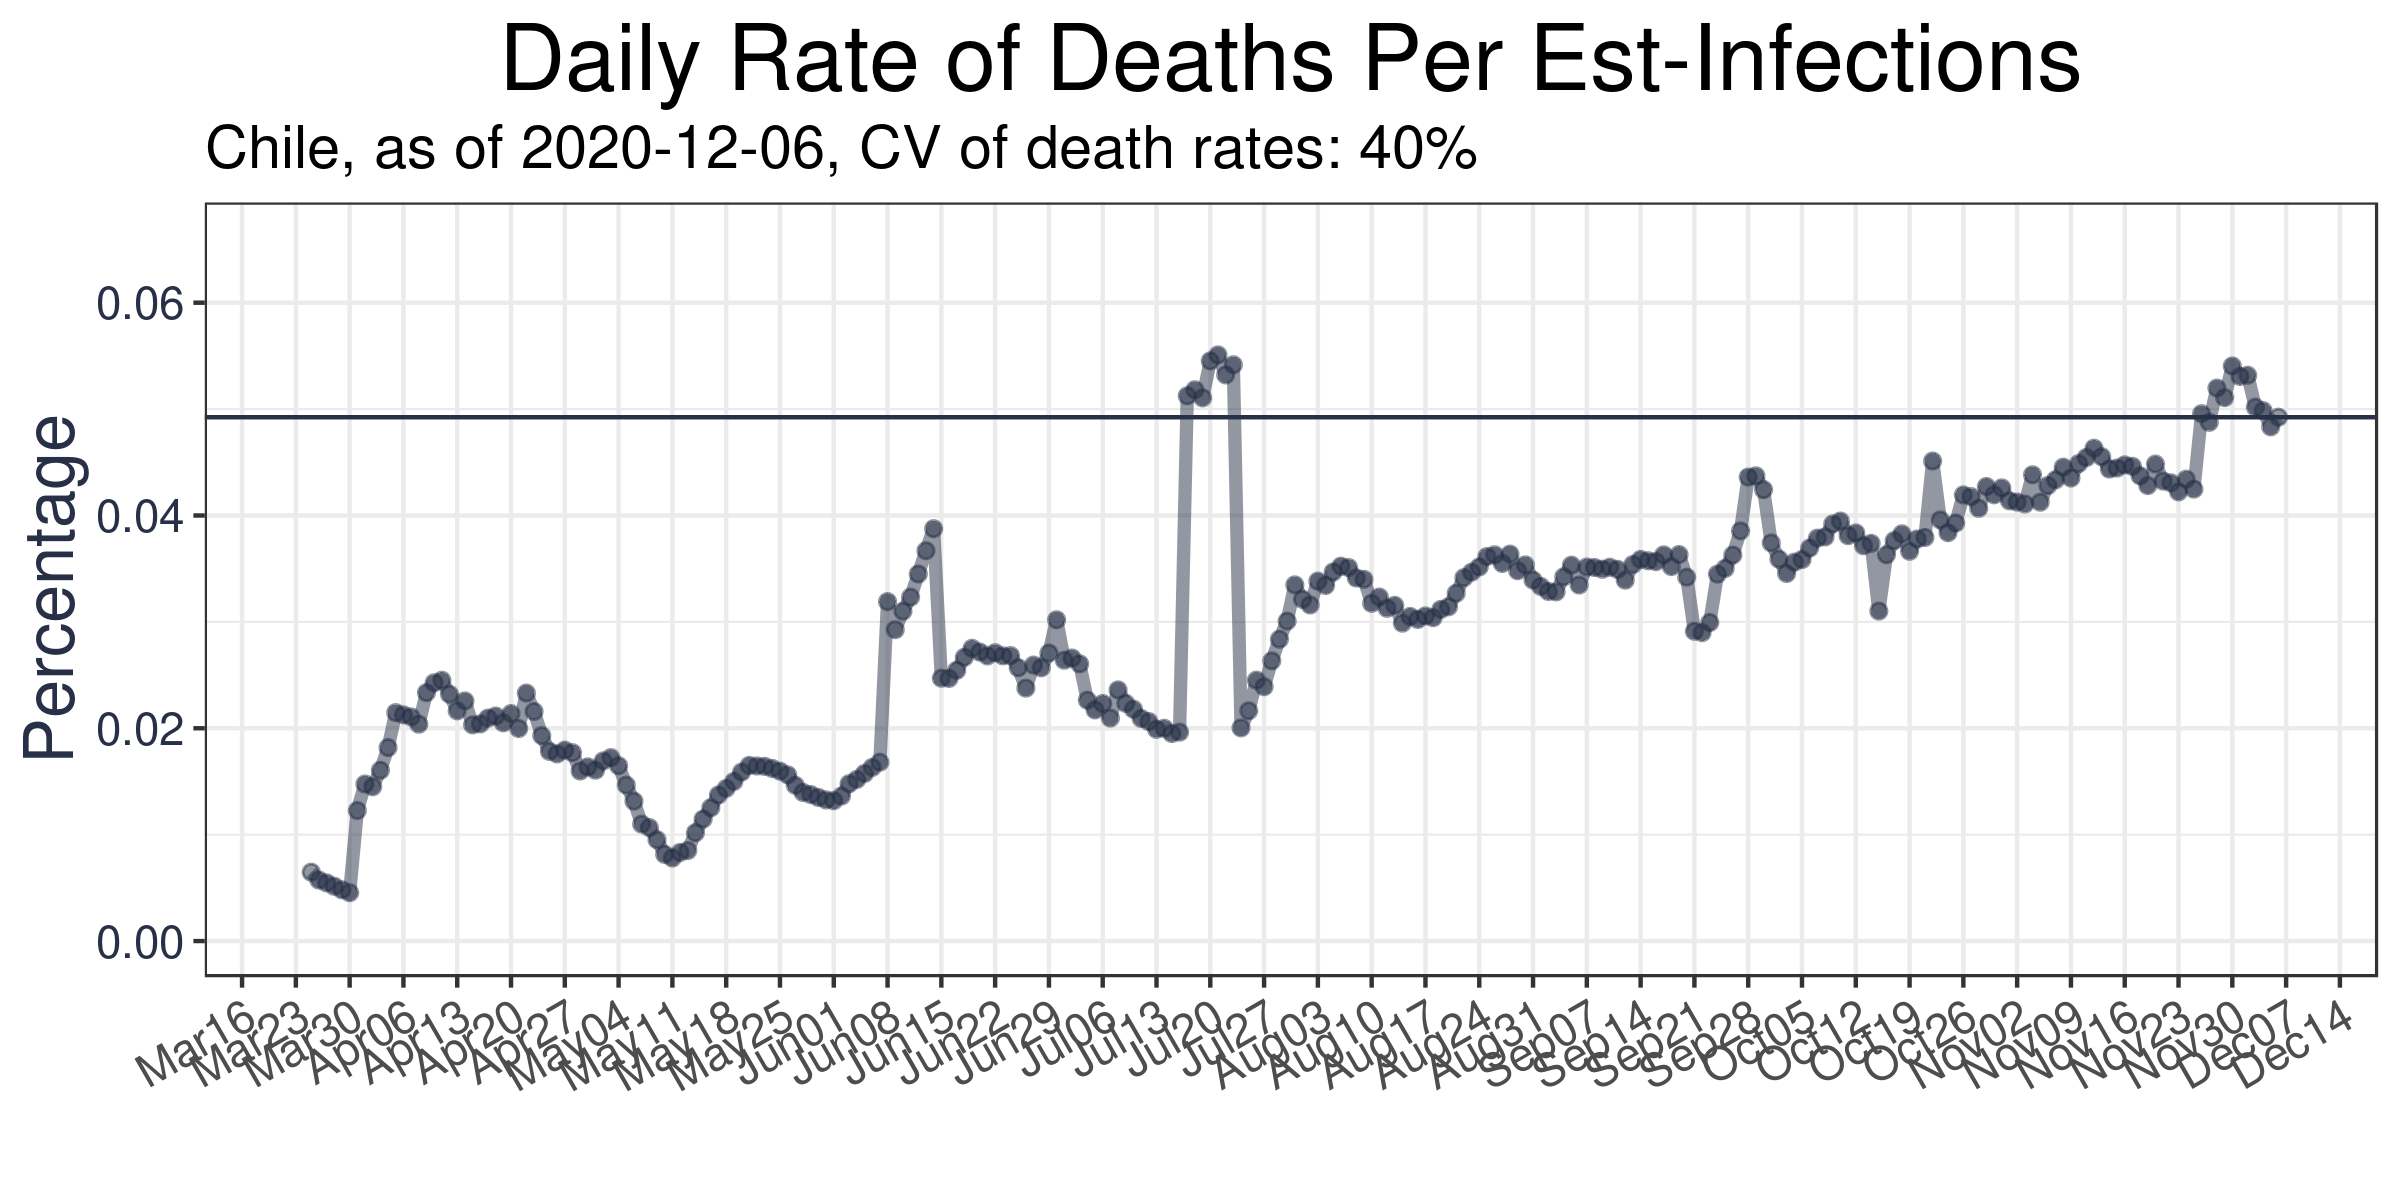 Daily Rate of Deaths Per Est-Infections
Chile, as of 2020-12-06, CV of death rates: 40%
Percentage
0.06
0.04
0.02
0.00
Mar16
Mar23
Mar30
Apr06
Apr13
Apr20
Apr27
May04
May11
May18
May25
Jun01
Jun08
Jun15
Jun22
Jun29
Jul06
Jul13
Jul20
Jul27
Aug03
Aug10
Aug17
Aug24
Aug31
Sep07
Sep14
Sep21
Sep28
Oct05
Oct12
Oct19
Oct26
Nov02
Nov09
Nov16
Nov23
Nov30
Dec07
Dec14